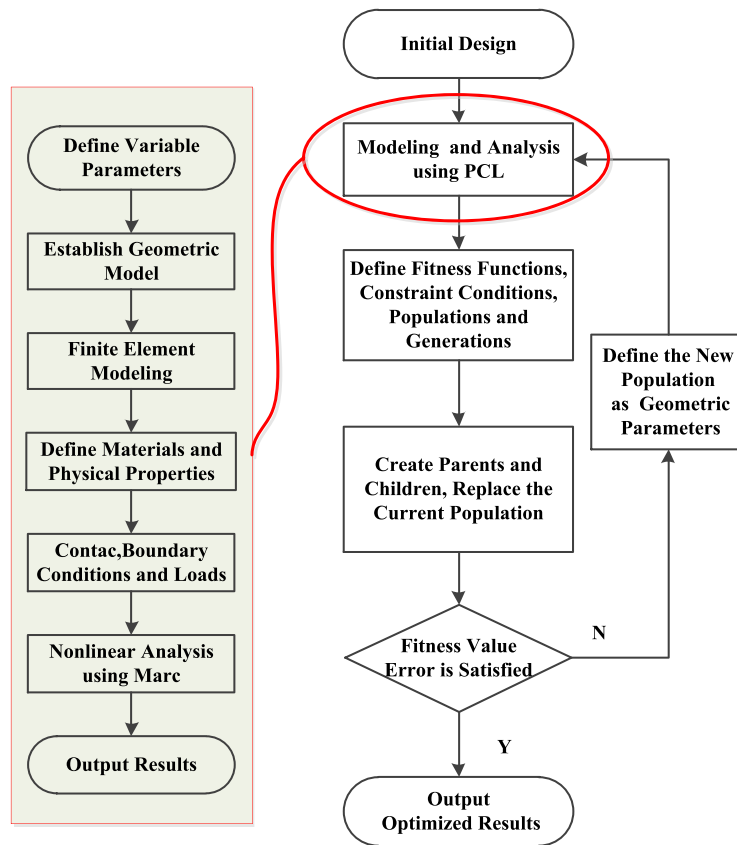 Define Variable
Parameters
Establish Geometric
Model
Finite Element
Modeling
Define Materials and
Physical Properties
Contac,Boundary
Conditions and Loads
Nonlinear Analysis
using Marc
Output Results
Initial Design
Modeling and Analysis
using PCL
Define Fitness Functions,
Constraint Conditions,
Populations and
Generations
Create Parents and
Children, Replace the
Current Population
Fitness Value
Error is Satisfied
N
Define the New
Population
as Geometric
Parameters
Y
Output
Optimized Results